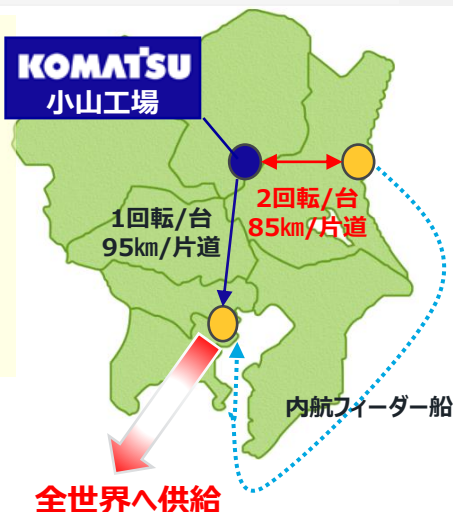 KOMATSU
小山工場
1回転/台
95㎞/片道
2回転/台
85㎞/片道
内航フィーダー船
全世界へ供給